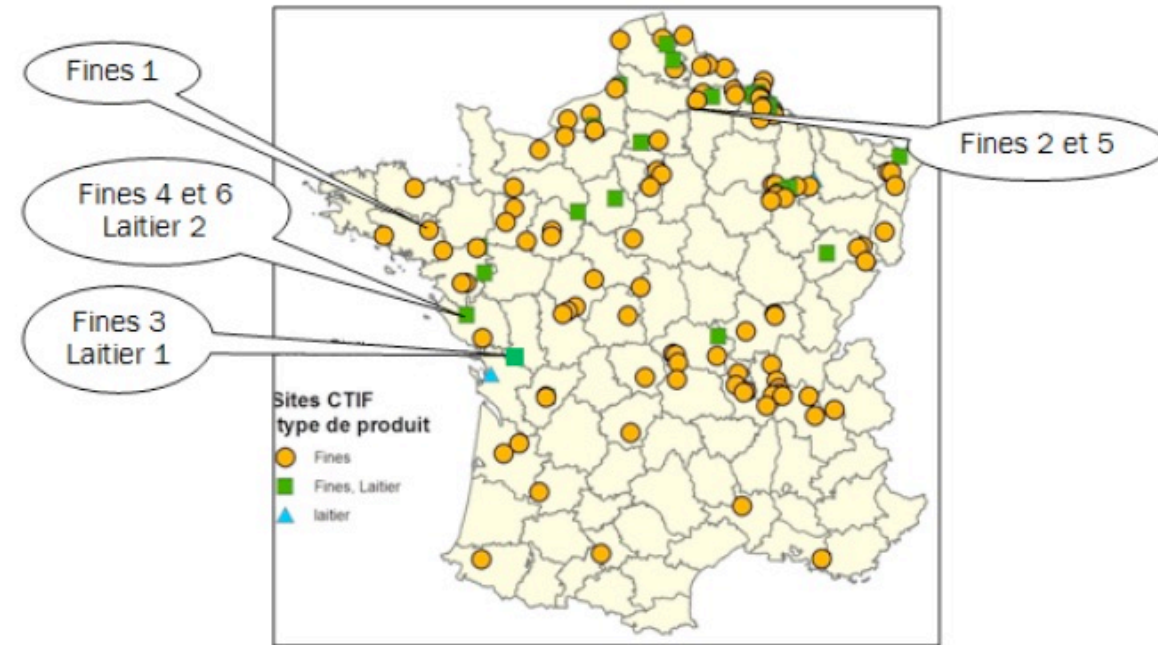 Fines 1
Fines 2 et 5
Fines 4 et 6
Laitier 2
Fines 3
Laitier 1
Sites CTIF
type de produit
Fines
Fines, Laitier
laitier